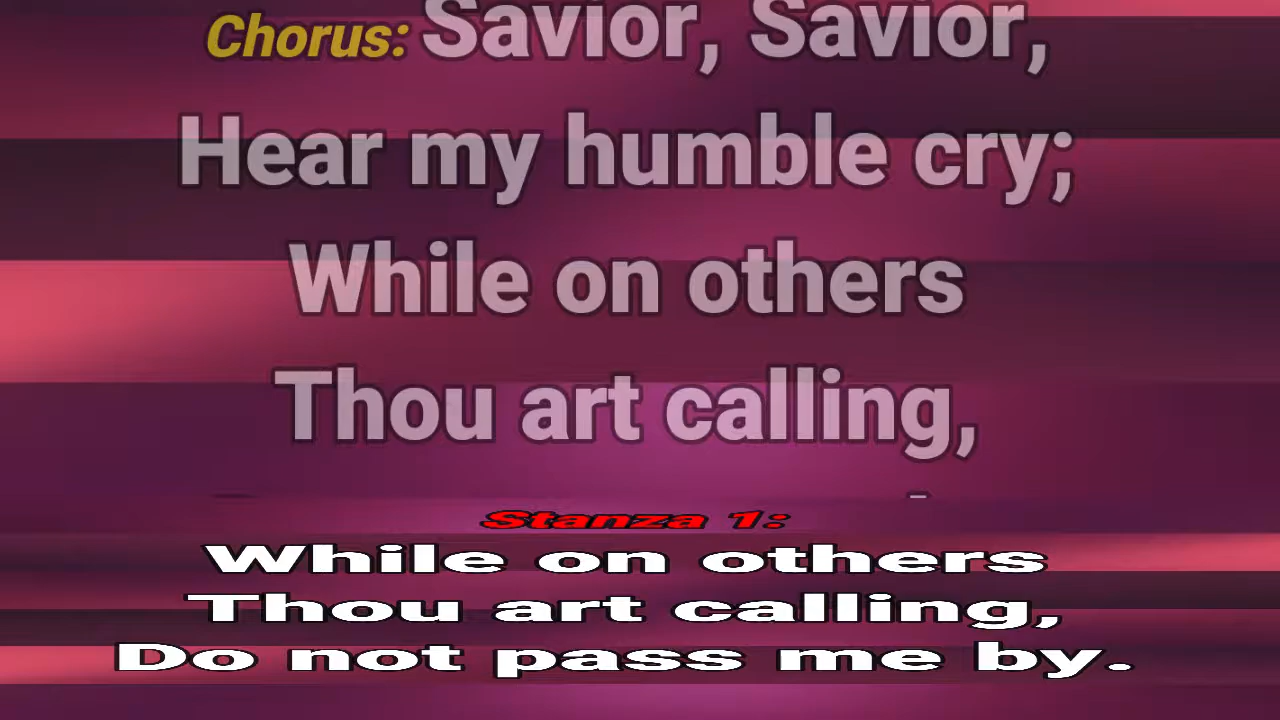 Chorus: Savior, Savior,
Hear my humble cry;
While on others
Thou art calling,
Stanza 1:
While on others
Thou art calling,
Do not pass me by.